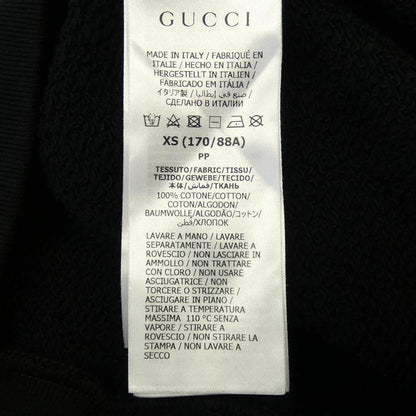 GUCCI
MADE IN ITALY / FABRIQUÉ EN
ITALIE / HECHO EN ITALIA /
HERGESTELLT IN ITALIEN /
FABRICADO EM ITÁLIA /
イタリア製 / صنع في إيطاليا /
СДЕЛАНО В ИТАЛИИ
XS (170/88A)
PP
TESSUTO/FABRIC/TISSU/
TEJIDO/GEWEBE/TECIDO/
本体/قماش/ТКАНЬ
100% COTONE/COTTON/
COTON/ALGODON/
BAUMWOLLE/ALGODÃO/コットン/
قطن/ХЛОПОК
LAVARE A MANO / LAVARE
SEPARATAMENTE / LAVARE A
ROVESCIO / NON LASCIARE IN
AMMOLLO / NON TRATTARE
CON CLORO / NON USARE
ASCIUGATRICE / NON
TORCERE O STRIZZARE /
ASCIUGARE IN PIANO /
STIRARE A TEMPERATURA
MASSIMA 110 °C SENZA
VAPORE / STIRARE A
ROVESCIO / NON STIRARE LA
STAMPA / NON LAVARE A
SECCO